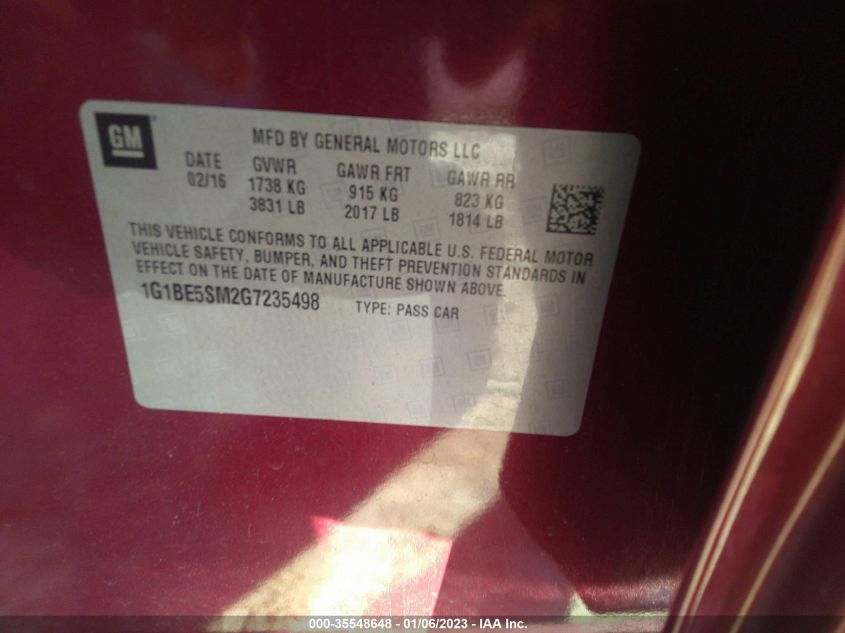 GM
MFD BY GENERAL MOTORS LLC
DATE GVWR GAWR FRT GAWR RR
02/16 1738 KG 915 KG 823 KG
3831 LB 2017 LB 1814 LB
THIS VEHICLE CONFORMS TO ALL APPLICABLE U.S. FEDERAL MOTOR
VEHICLE SAFETY, BUMPER, AND THEFT PREVENTION STANDARDS IN
EFFECT ON THE DATE OF MANUFACTURE SHOWN ABOVE.
1G1BE5SM2G7235498 TYPE: PASS CAR
000-35548648 - 01/06/2023 - IAA Inc.